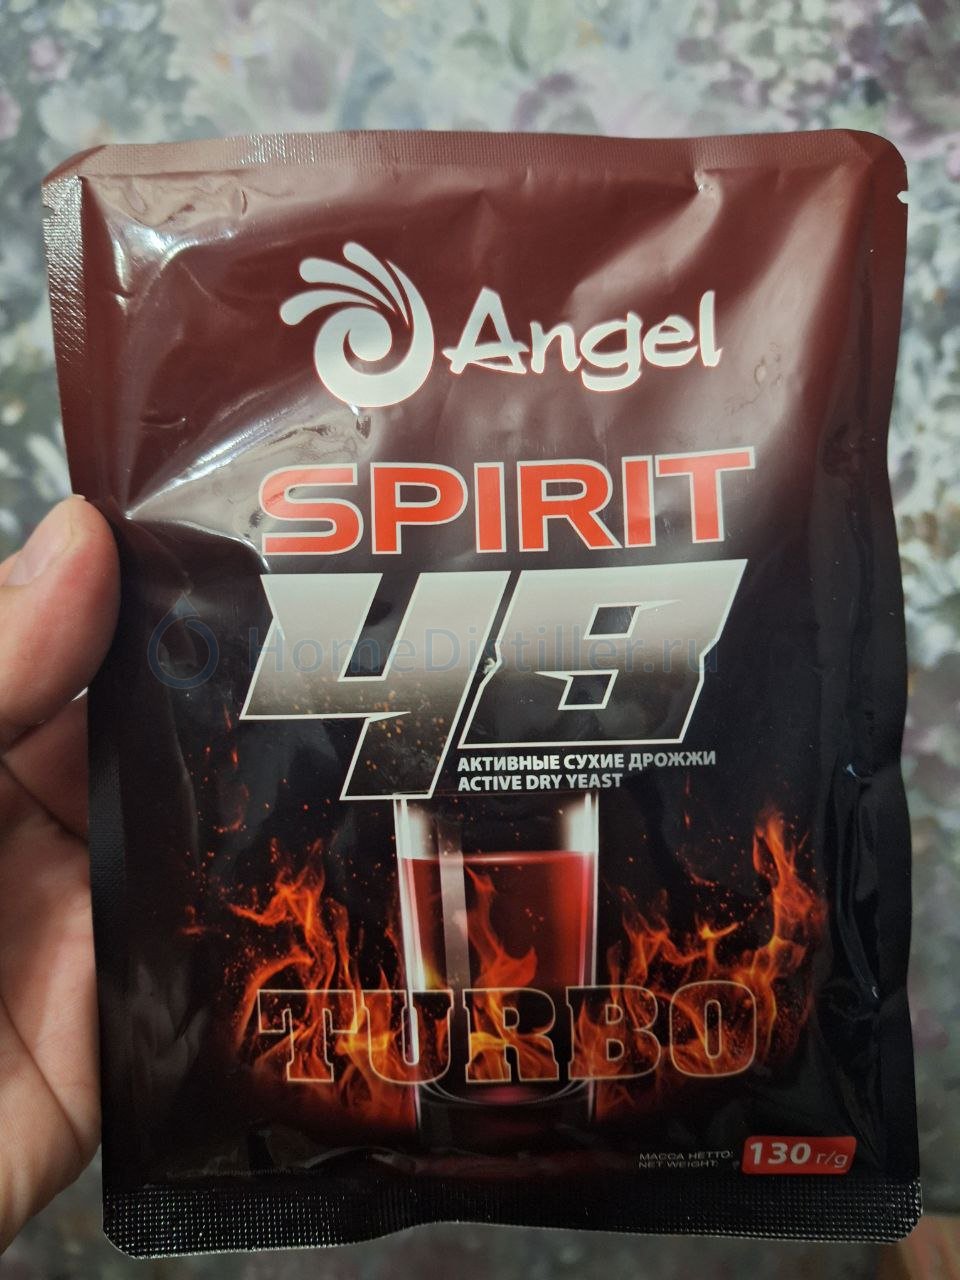 Angel
SPIRIT
48
HomeDistiller.ru
АКТИВНЫЕ СУХИЕ ДРОЖЖИ
ACTIVE DRY YEAST
TURBO
МАССА НЕТТО:
NET WEIGHT:
130 г/g